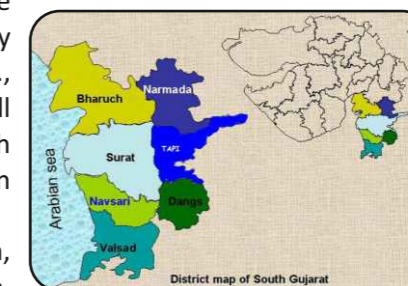 Bharuch
Narmada
Surat
TAPI
Navsari
Dangs
Valsad
Arabian sea
District map of South Gujarat